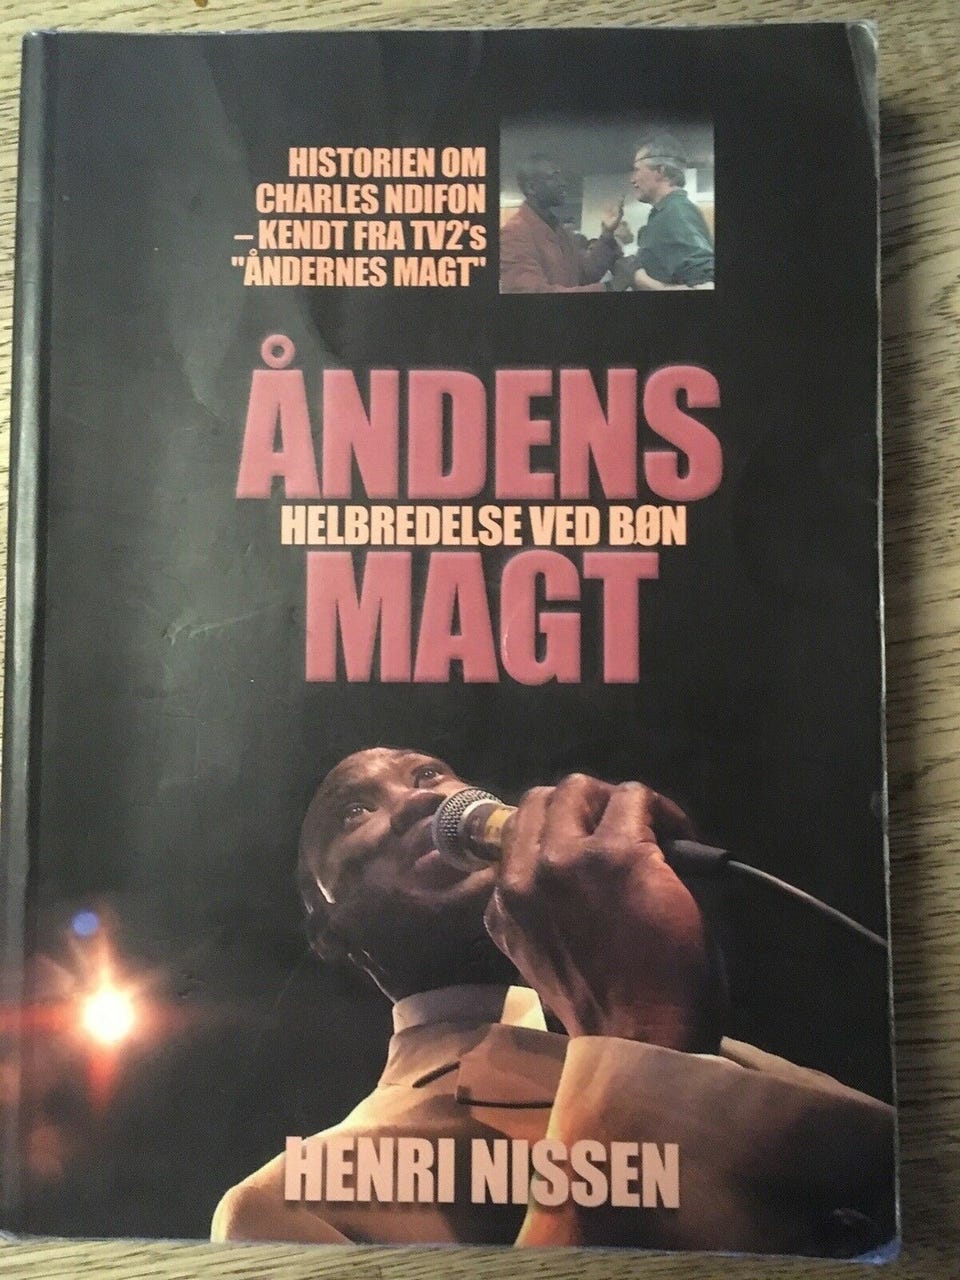 HISTORIEN OM
CHARLES NDIFON
– KENDT FRA TV2's
"ÅNDERNES MAGT"
ÅNDENS
HELBREDELSE VED BØN
MAGT
HENRI NISSEN